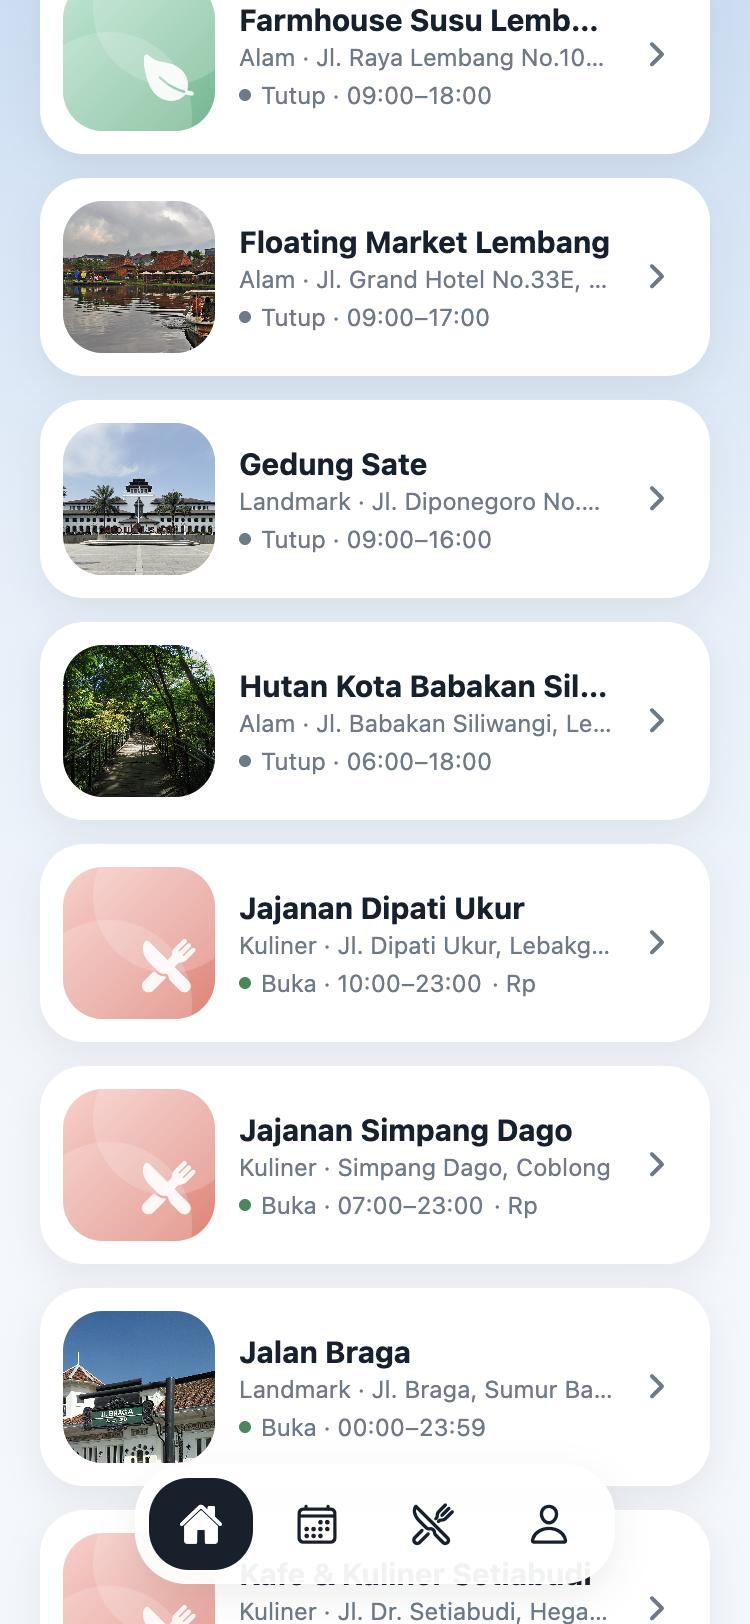 Farmhouse Susu Lemb...
Alam · Jl. Raya Lembang No.10...
Tutup · 09:00–18:00
Floating Market Lembang
Alam · Jl. Grand Hotel No.33E, ...
Tutup · 09:00–17:00
Gedung Sate
Landmark · Jl. Diponegoro No....
Tutup · 09:00–16:00
Hutan Kota Babakan Sil...
Alam · Jl. Babakan Siliwangi, Le...
Tutup · 06:00–18:00
Jajanan Dipati Ukur
Kuliner · Jl. Dipati Ukur, Lebakg...
Buka · 10:00–23:00 · Rp
Jajanan Simpang Dago
Kuliner · Simpang Dago, Coblong
Buka · 07:00–23:00 · Rp
Jalan Braga
Landmark · Jl. Braga, Sumur Ba...
JL.BRAGA
Buka · 00:00–23:59
Kafe & Kuliner Setiabudi
Kuliner · Jl. Dr. Setiabudi, Hega...